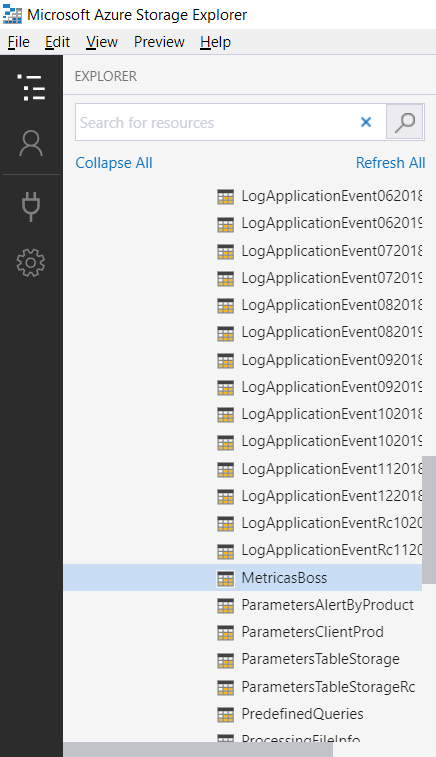 Microsoft Azure Storage Explorer
File Edit View Preview Help
EXPLORER
Search for resources
Collapse All Refresh All
LogApplicationEvent062018
LogApplicationEvent062019
LogApplicationEvent072018
LogApplicationEvent072019
LogApplicationEvent082018
LogApplicationEvent082019
LogApplicationEvent092018
LogApplicationEvent092019
LogApplicationEvent102018
LogApplicationEvent102019
LogApplicationEvent112018
LogApplicationEvent122018
LogApplicationEventRc1020
LogApplicationEventRc1120
MetricasBoss
ParametersAlertByProduct
ParametersClientProd
ParametersTableStorage
ParametersTableStorageRc
PredefinedQueries
ProcessingFileInfo